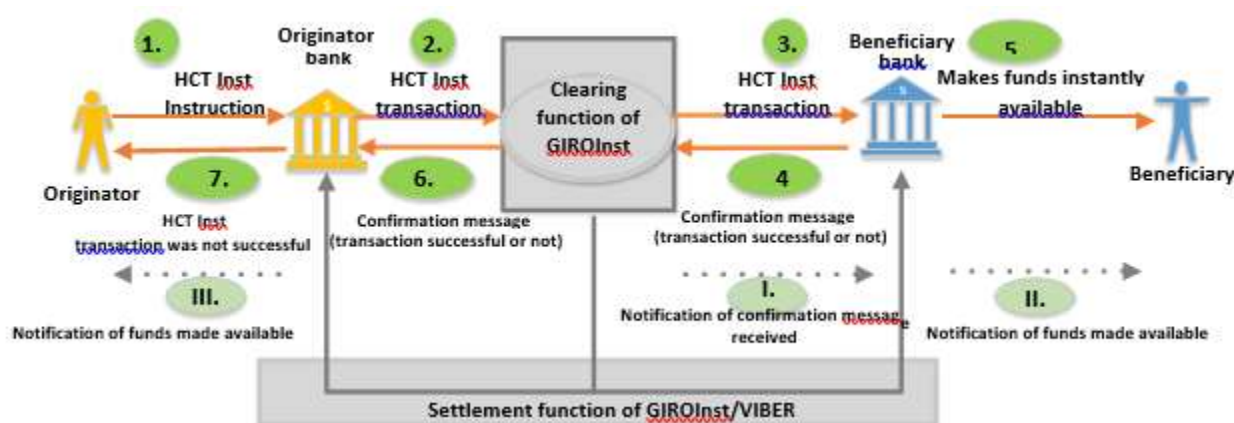 1.
Originator
bank
2.
3.
Beneficiary
bank
5
HCT Inst
Instruction
HCT Inst
transaction
Clearing
function of
GIROInst
HCT Inst
transaction
Makes funds instantly
available
Originator
7.
6.
4
Beneficiary
HCT Inst
transaction was not successful
Confirmation message
(transaction successful or not)
Confirmation message
(transaction successful or not)
III.
I.
II.
Notification of funds made available
Notification of confirmation message
received
Notification of funds made available
Settlement function of GIROInst/VIBER